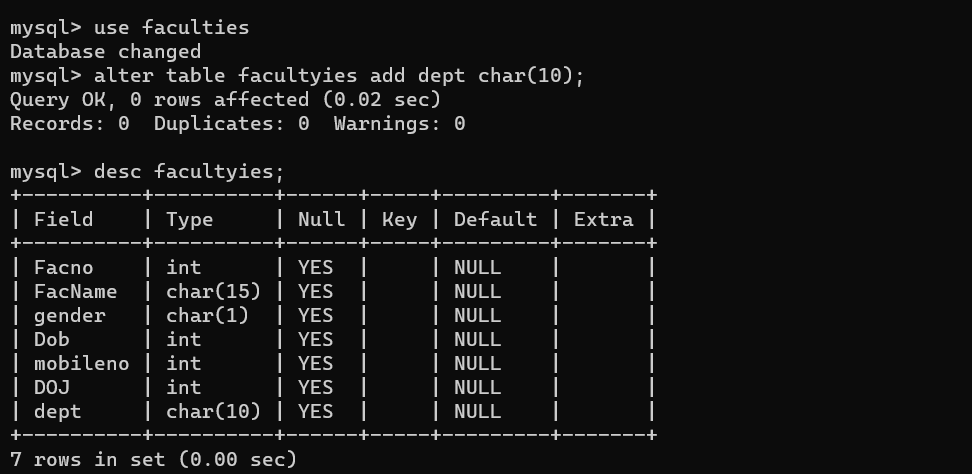 mysql> use faculties
Database changed
mysql> alter table facultyies add dept char(10);
Query OK, 0 rows affected (0.02 sec)
Records: 0  Duplicates: 0  Warnings: 0

mysql> desc facultyies;
+----------+----------+------+-----+---------+-------+
| Field    | Type     | Null | Key | Default | Extra |
+----------+----------+------+-----+---------+-------+
| Facno    | int      | YES  |     | NULL    |       |
| FacName  | char(15) | YES  |     | NULL    |       |
| gender   | char(1)  | YES  |     | NULL    |       |
| Dob      | int      | YES  |     | NULL    |       |
| mobileno | int      | YES  |     | NULL    |       |
| DOJ      | int      | YES  |     | NULL    |       |
| dept     | char(10) | YES  |     | NULL    |       |
+----------+----------+------+-----+---------+-------+
7 rows in set (0.00 sec)